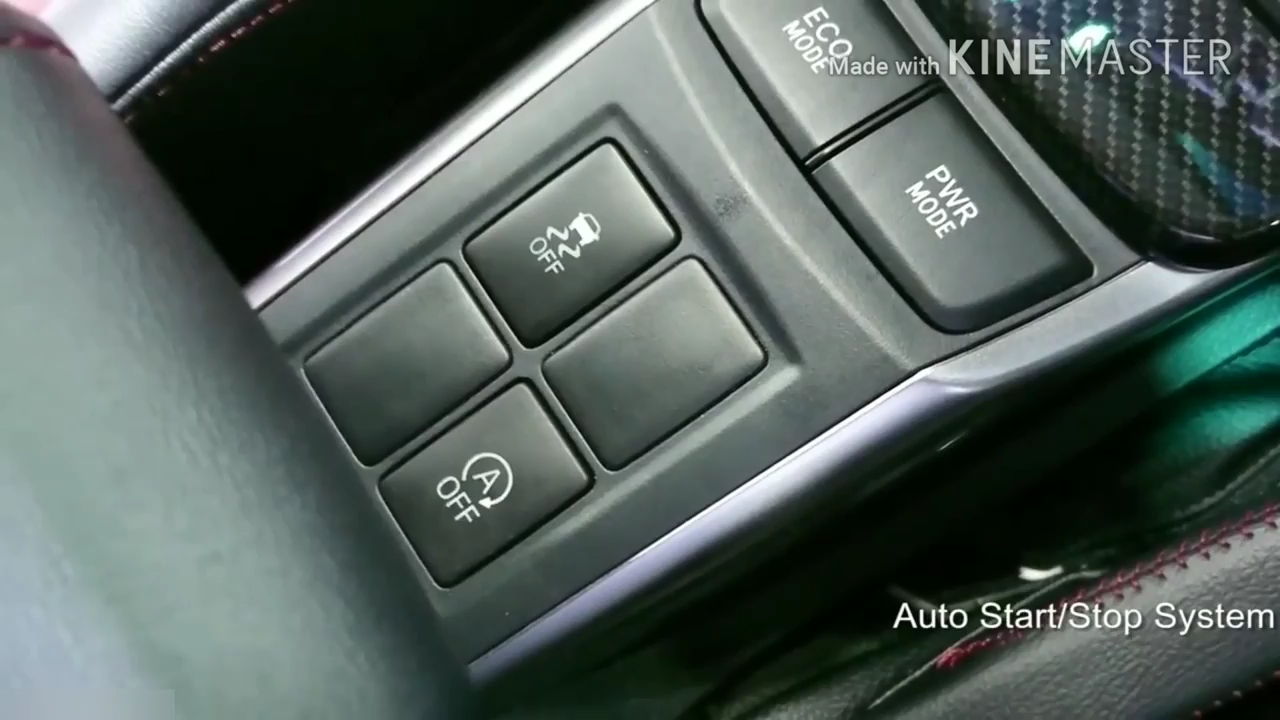 ECO
MODE
Made with KINEMASTER
PWR
MODE
OFF
A
OFF
Auto Start/Stop System